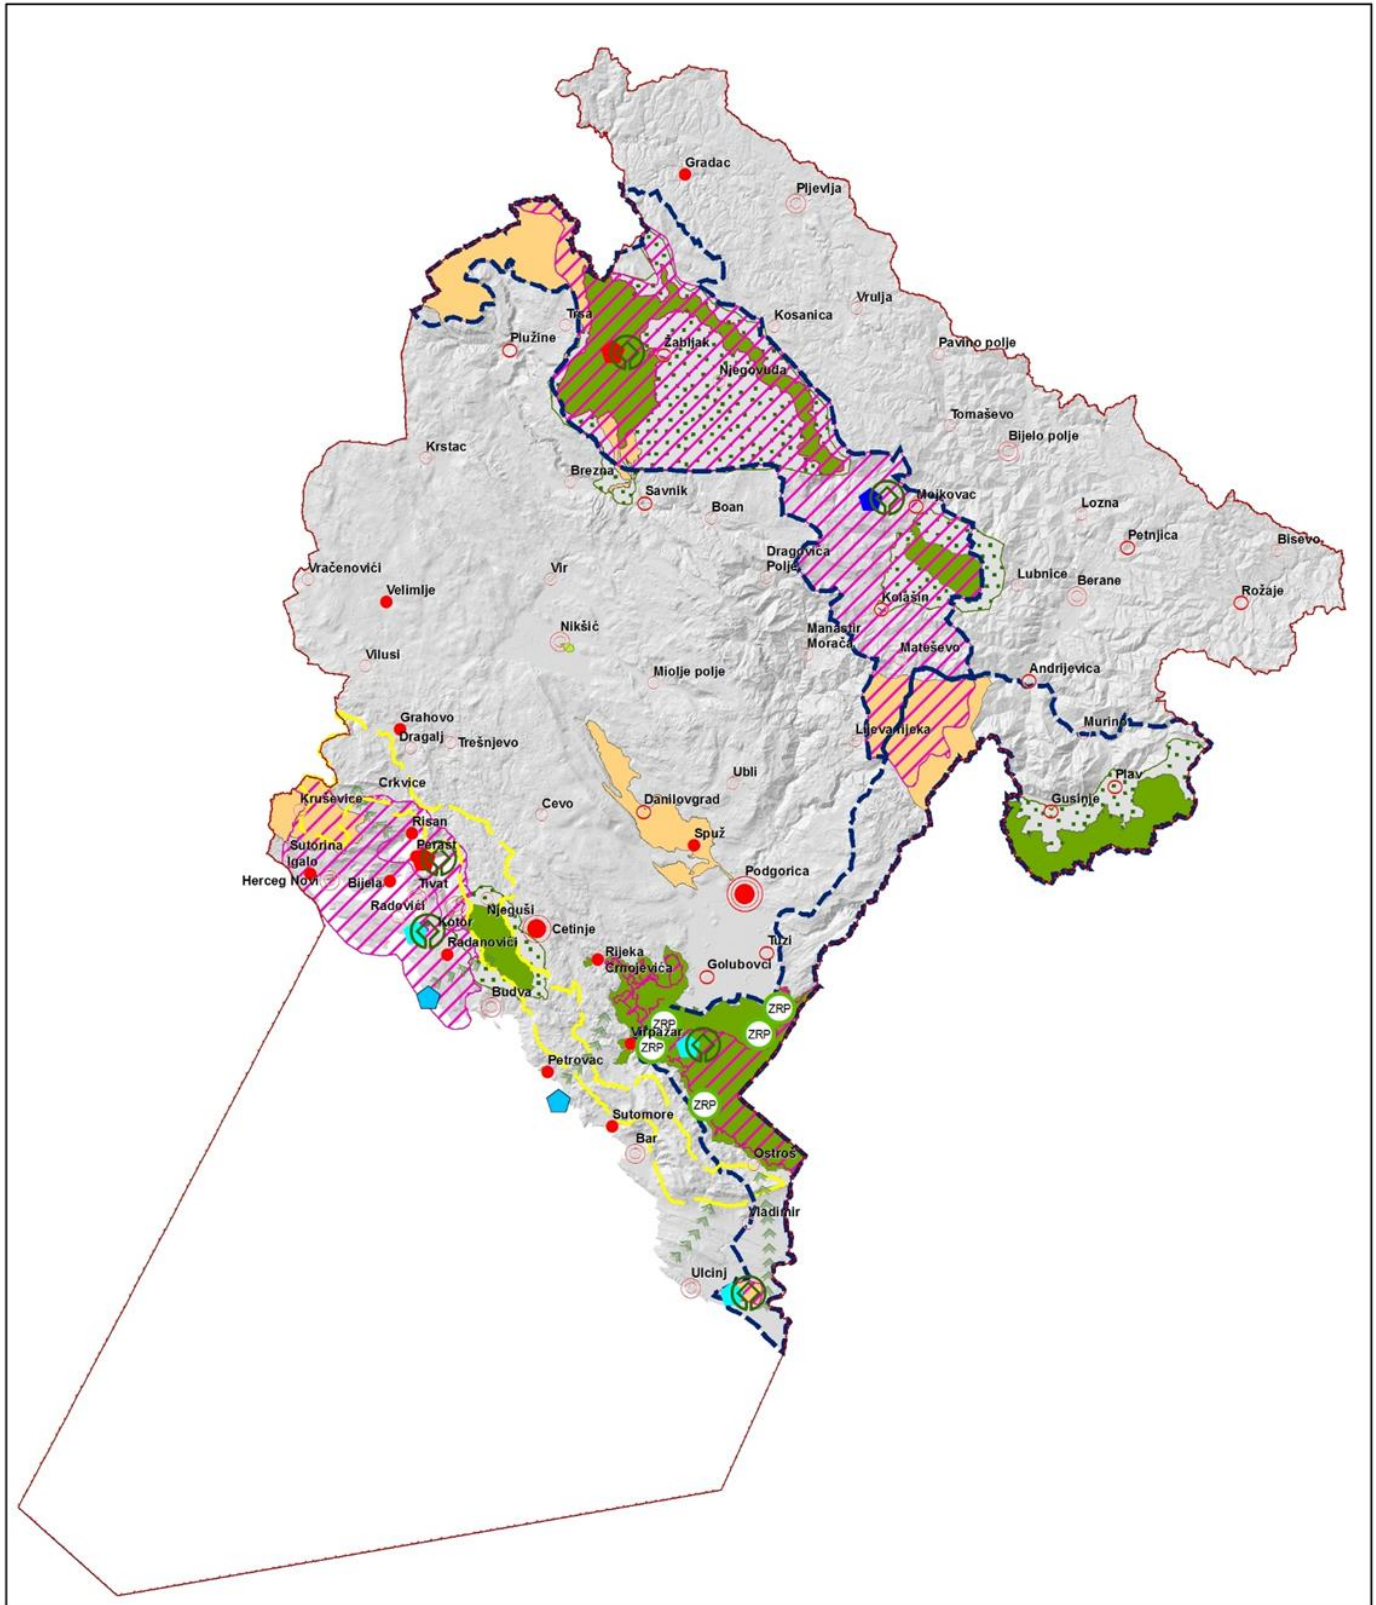 Gradac
Pljevlja
Vrulja
Trsa
Kosanica
Plužine
Žabljak
Pavino polje
Njegovuđa
Tomaševo
Bijelo polje
Krstac
Brezna
Šavnik
Mojkovac
Boan
Lozna
Petnjica
Bisevo
Dragovica
Polje
Vračenovići
Vir
Lubnice
Berane
Velimlje
Kolašin
Rožaje
Nikšić
Manastir
Morača
Mateševo
Vilusi
Miolje polje
Andrijevica
Grahovo
Murino
Lijeva rijeka
Dragalj
Trešnjevo
Ubli
Plav
Crkvice
Kruševice
Cevo
Danilovgrad
Gusinje
Risan
Spuž
Sutorina
Perast
Igalo
Podgorica
Herceg Novi
Bijela
Tivat
Radovići
Njeguši
Kotor
Cetinje
Radanovići
Tuzi
Rijeka
Crnojevića
Golubovci
Budva
ZRP
ZRP
Virpazar
ZRP
ZRP
Petrovac
ZRP
Sutomore
Bar
Ostroš
Vladimir
Ulcinj